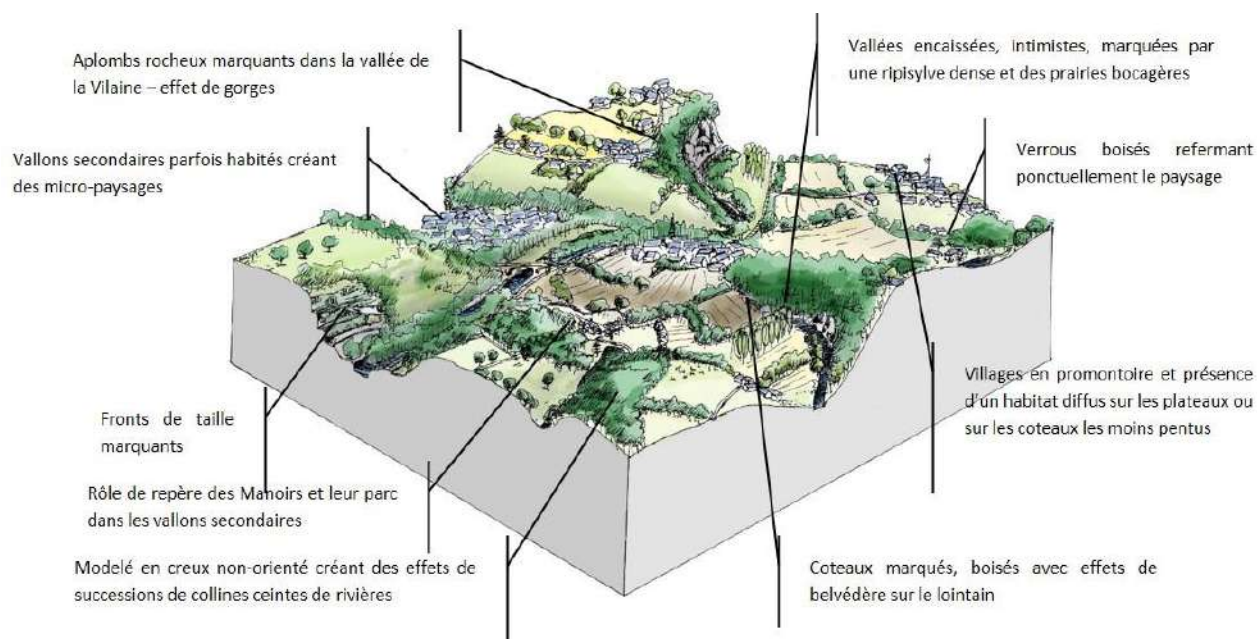 Aplombs rocheux marquants dans la vallée de
la Vilaine – effet de gorges
Vallées encaissées, intimistes, marquées par
une ripisylve dense et des prairies bocagères
Vallons secondaires parfois habités créant
des micro-paysages
Verrous boisés refermant
ponctuellement le paysage
Fronts de taille
marquants
Villages en promontoire et présence
d'un habitat diffus sur les plateaux ou
sur les coteaux les moins pentus
Rôle de repère des Manoirs et leur parc
dans les vallons secondaires
Modelé en creux non-orienté créant des effets de
successions de collines ceintes de rivières
Coteaux marqués, boisés avec effets de
belvédère sur le lointain